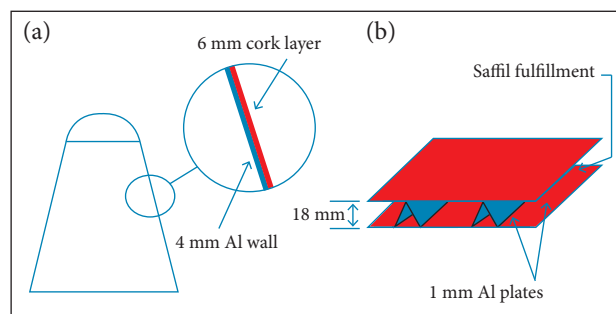 (a)
6 mm cork layer
4 mm Al wall
(b)
Saffil fulfillment
18 mm
1 mm Al plates